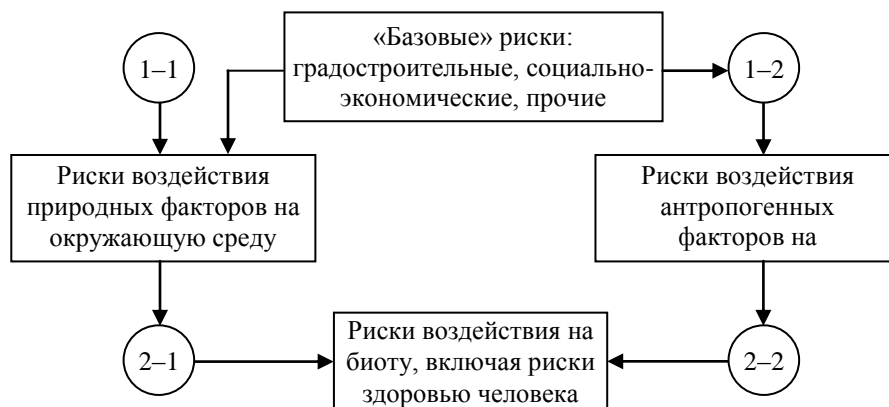 «Базовые» риски:
градостроительные, социально-
экономические, прочие
1–1
1–2
Риски воздействия
природных факторов на
окружающую среду
Риски воздействия
антропогенных
факторов на
2–1
Риски воздействия на
биоту, включая риски
здоровью человека
2–2